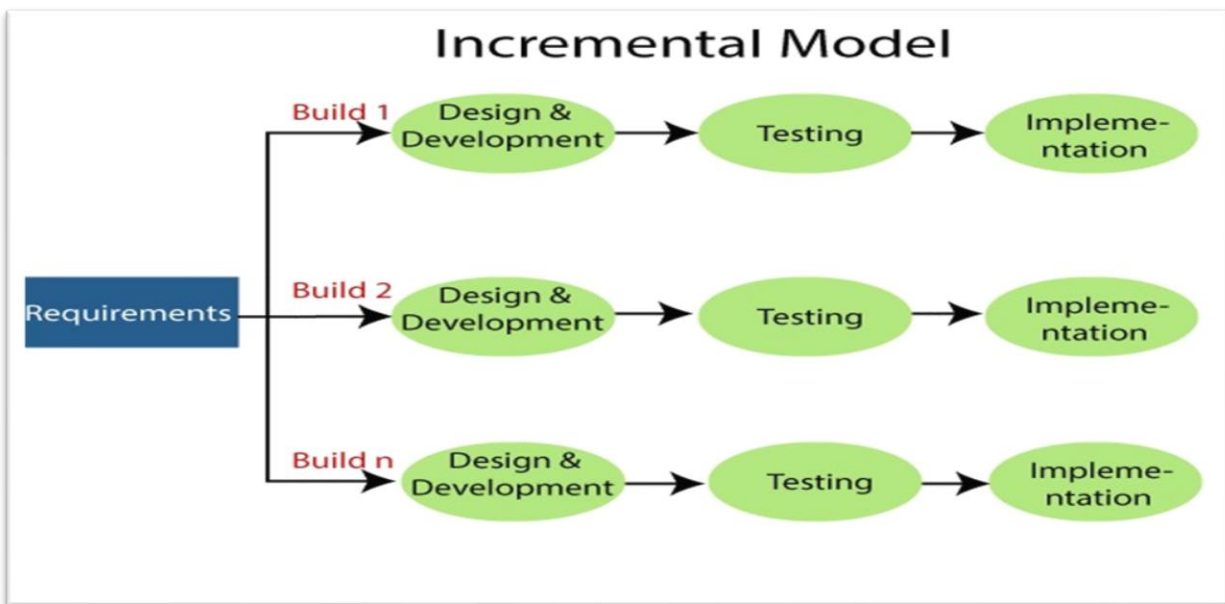 Incremental Model
Build 1
Design &
Development
Testing
Impleme-
ntation
Requirements
Build 2
Design &
Development
Testing
Impleme-
ntation
Build n
Design &
Development
Testing
Impleme-
ntation